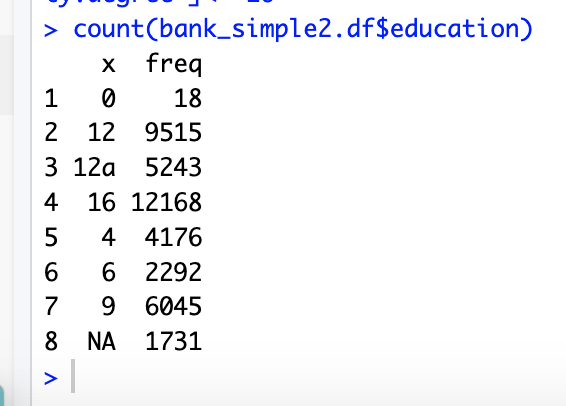 > count(bank_simple2.df$education)
x freq
1 0 18
2 12 9515
3 12a 5243
4 16 12168
5 4 4176
6 6 2292
7 9 6045
8 NA 1731
>